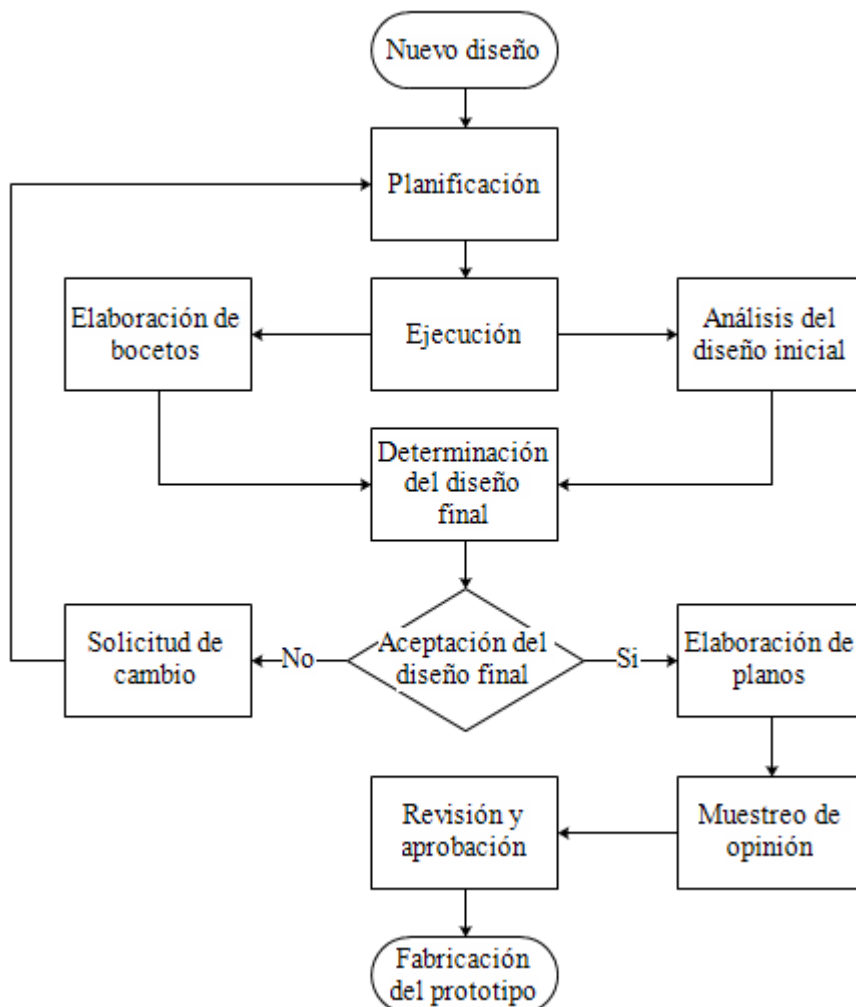 Nuevo diseño
Planificación
Elaboración de
bocetos
Ejecución
Análisis del
diseño inicial
Determinación
del diseño
final
Solicitud de
cambio
No
Aceptación del
diseño final
Si
Elaboración de
planos
Revisión y
aprobación
Muestreo de
opinión
Fabricación
del prototipo